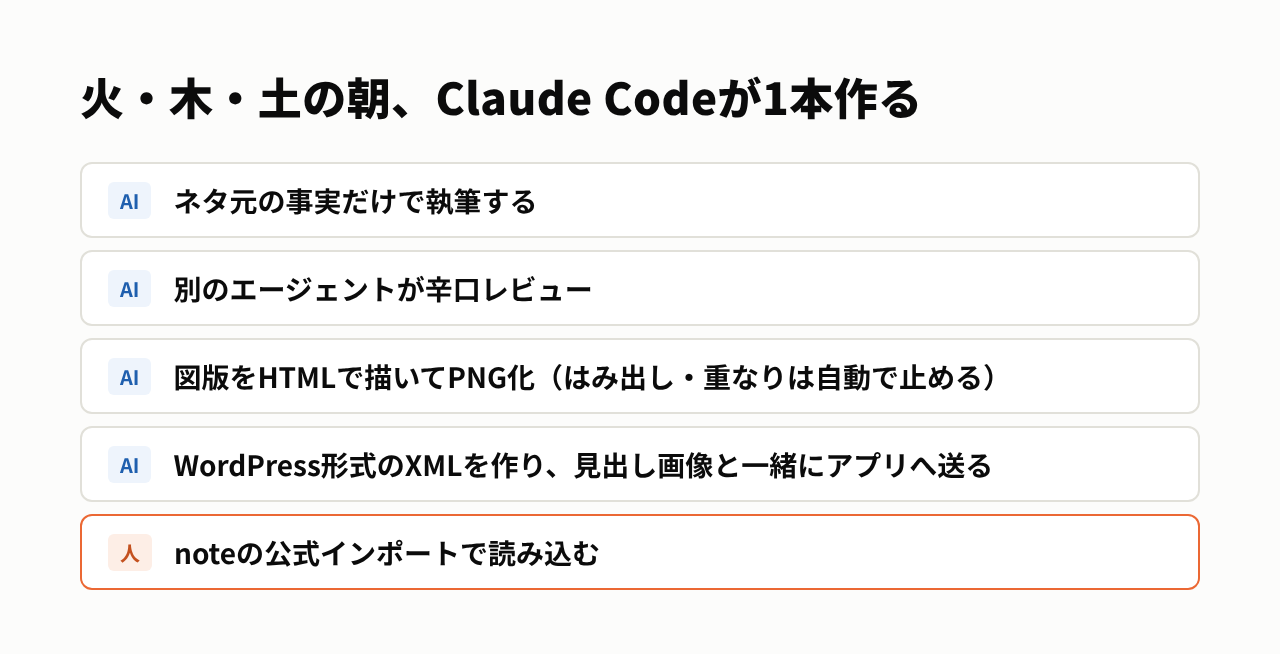 火・木・土の朝、Claude Codeが1本作る
AI ネタ元の事実だけで執筆する
AI 別のエージェントが辛口レビュー
AI 図版をHTMLで描いてPNG化（はみ出し・重なりは自動で止める）
AI WordPress形式のXMLを作り、見出し画像と一緒にアプリへ送る
人 noteの公式インポートで読み込む